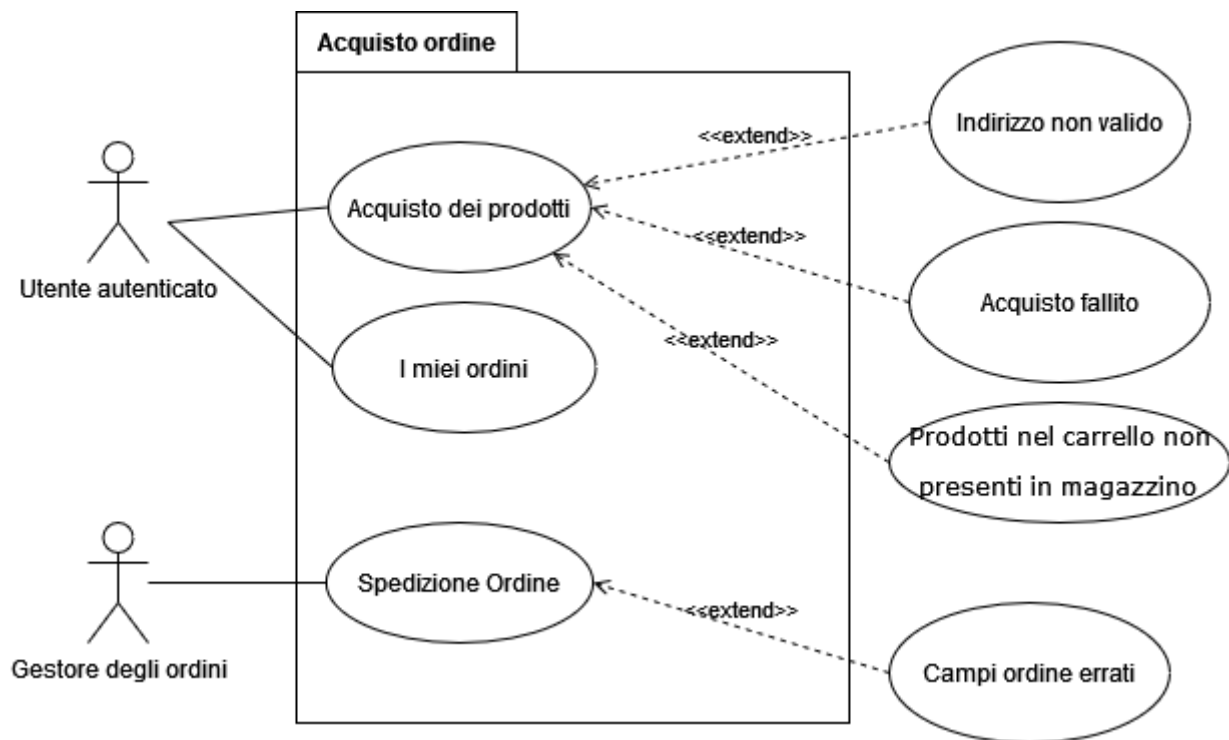 Acquisto ordine
Indirizzo non valido
<<extend>>
Acquisto dei prodotti
<<extend>>
Utente autenticato
Acquisto fallito
<<extend>>
I miei ordini
Prodotti nel carrello non
presenti in magazzino
Spedizione Ordine
<<extend>>
Gestore degli ordini
Campi ordine errati